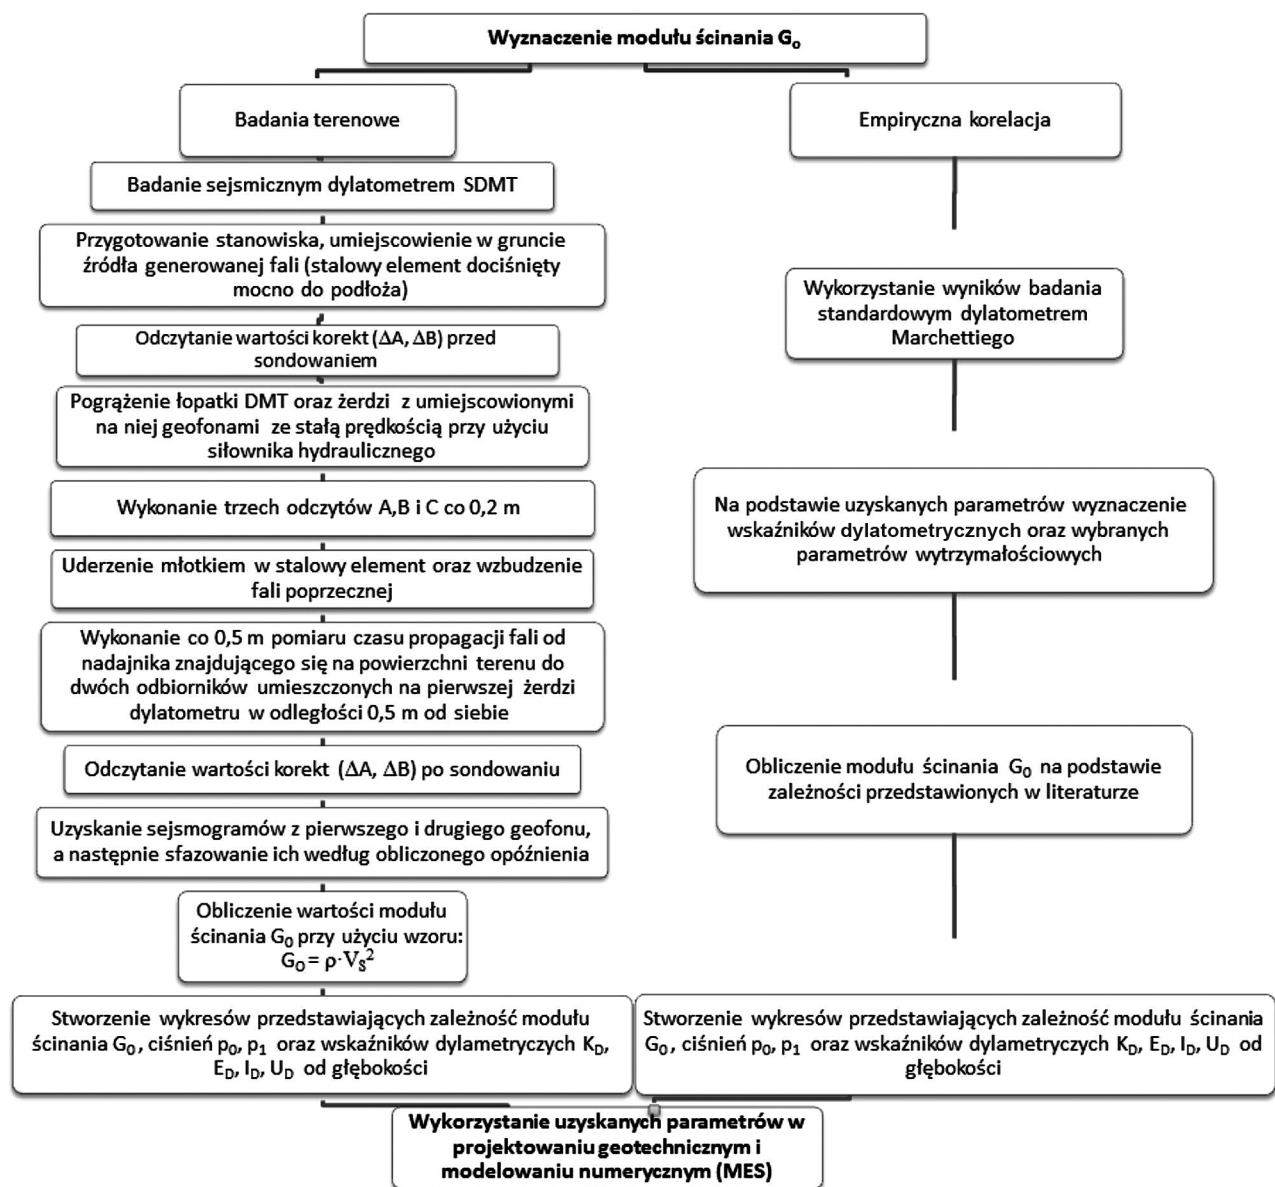 Wyznaczenie modułu ścinania Go
Badania terenowe
Badanie sejsmicznym dylatometrem SDMT
Przygotowanie stanowiska, umiejscowienie w gruncie
źródła generowanej fali (stalowy element dociśnięty
mocno do podłoża)
Odczytanie wartości korekt (ΔA, ΔB) przed
sondowaniem
Pogrążenie łopatki DMT oraz żerdzi z umiejscowionymi
na niej geofonami ze stałą prędkością przy użyciu
siłownika hydraulicznego
Wykonanie trzech odczytów A,B i C co 0,2 m
Uderzenie młotkiem w stalowy element oraz wzbudzenie
fali poprzecznej
Wykonanie co 0,5 m pomiaru czasu propagacji fali od
nadajnika znajdującego się na powierzchni terenu do
dwóch odbiorników umieszczonych na pierwszej żerdzi
dylatometru w odległości 0,5 m od siebie
Odczytanie wartości korekt (ΔA, ΔB) po sondowaniu
Uzyskanie sejsmogramów z pierwszego i drugiego geofonu,
a następnie sfazowanie ich według obliczonego opóźnienia
Obliczenie wartości modułu
ścinania G0 przy użyciu wzoru:
GO = ρ·VS²
Stworzenie wykresów przedstawiających zależność modułu
ścinania G0, ciśnień p0, p1 oraz wskaźników dylametryczych KD,
ED, ID, UD od głębokości
Empiryczna korelacja
Wykorzystanie wyników badania
standardowym dylatometrem
Marchettiego
Na podstawie uzyskanych parametrów wyznaczenie
wskaźników dylatometrycznych oraz wybranych
parametrów wytrzymałościowych
Obliczenie modułu ścinania G0 na podstawie
zależności przedstawionych w literaturze
Stworzenie wykresów przedstawiających zależność modułu ścinania
G0, ciśnień p0, p1 oraz wskaźników dylametryczych KD, ED, ID, UD od
głębokości
Wykorzystanie uzyskanych parametrów w
projektowaniu geotechnicznym i
modelowaniu numerycznym (MES)